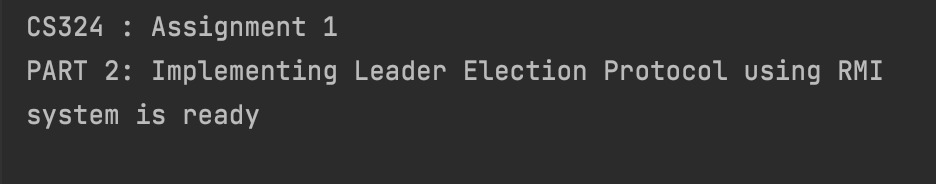 CS324 : Assignment 1
PART 2: Implementing Leader Election Protocol using RMI
system is ready